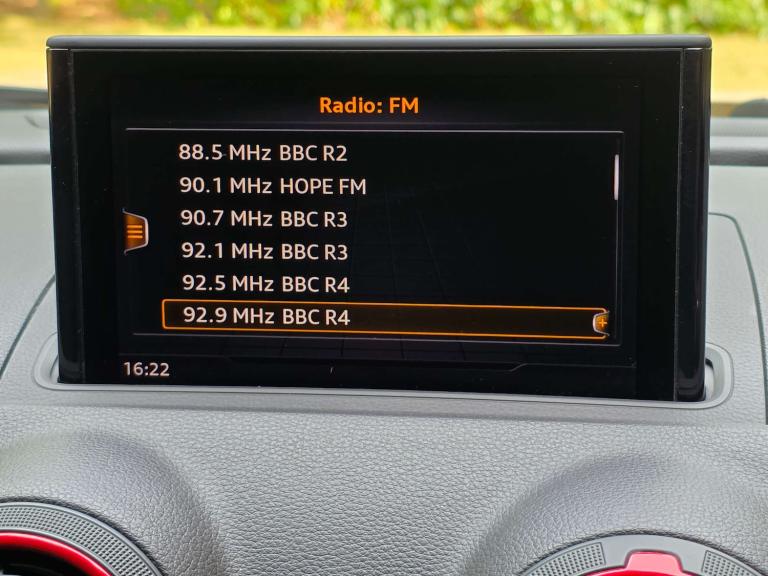 Radio: FM
88.5 MHz BBC R2
90.1 MHz HOPE FM
90.7 MHz BBC R3
92.1 MHz BBC R3
92.5 MHz BBC R4
92.9 MHz BBC R4
16:22